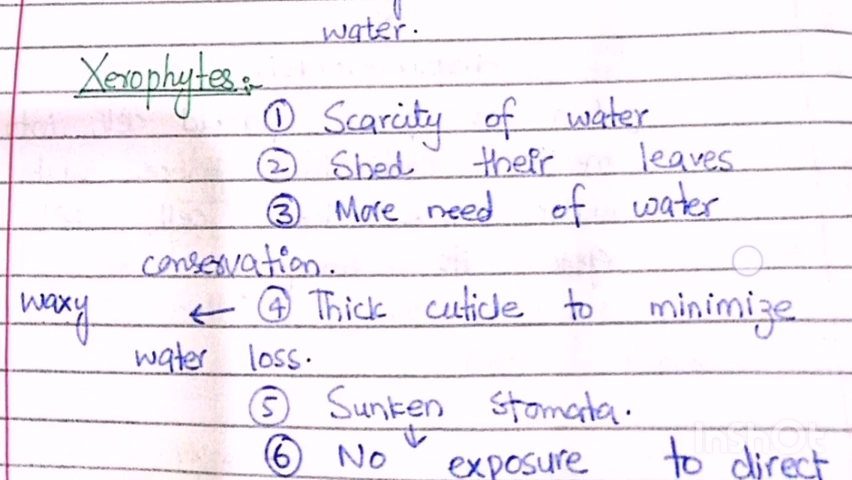 water.
Xerophytes:-
① Scarcity of water
② Shed their leaves
③ More need of water
conservation.
waxy ← ④ Thick cuticle to minimize
water loss.
⑤ Sunken stomata.
↓
⑥ No exposure to direct
InShOt